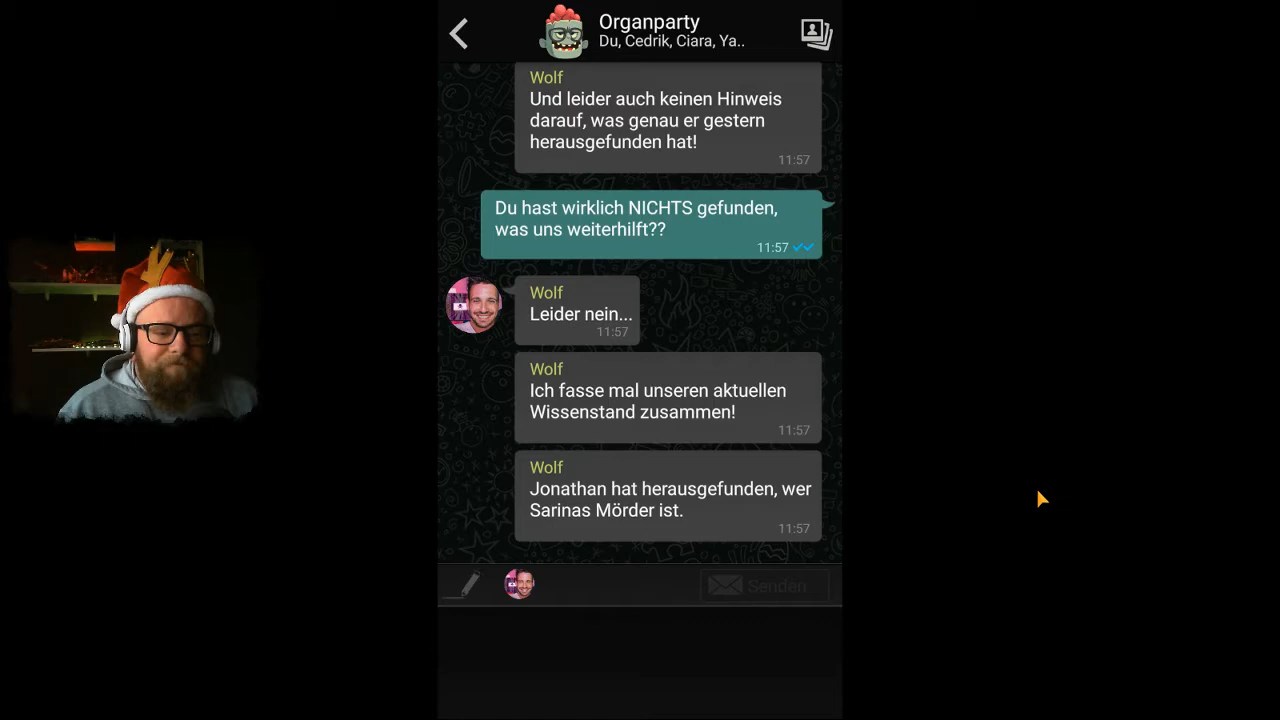 Organparty
Du, Cedrik, Ciara, Ya..
Wolf
Und leider auch keinen Hinweis
darauf, was genau er gestern
herausgefunden hat!
11:57
Du hast wirklich NICHTS gefunden,
was uns weiterhilft??
11:57
Wolf
Leider nein...
11:57
Wolf
Ich fasse mal unseren aktuellen
Wissenstand zusammen!
11:57
Wolf
Jonathan hat herausgefunden, wer
Sarinas Mörder ist.
11:57
Senden